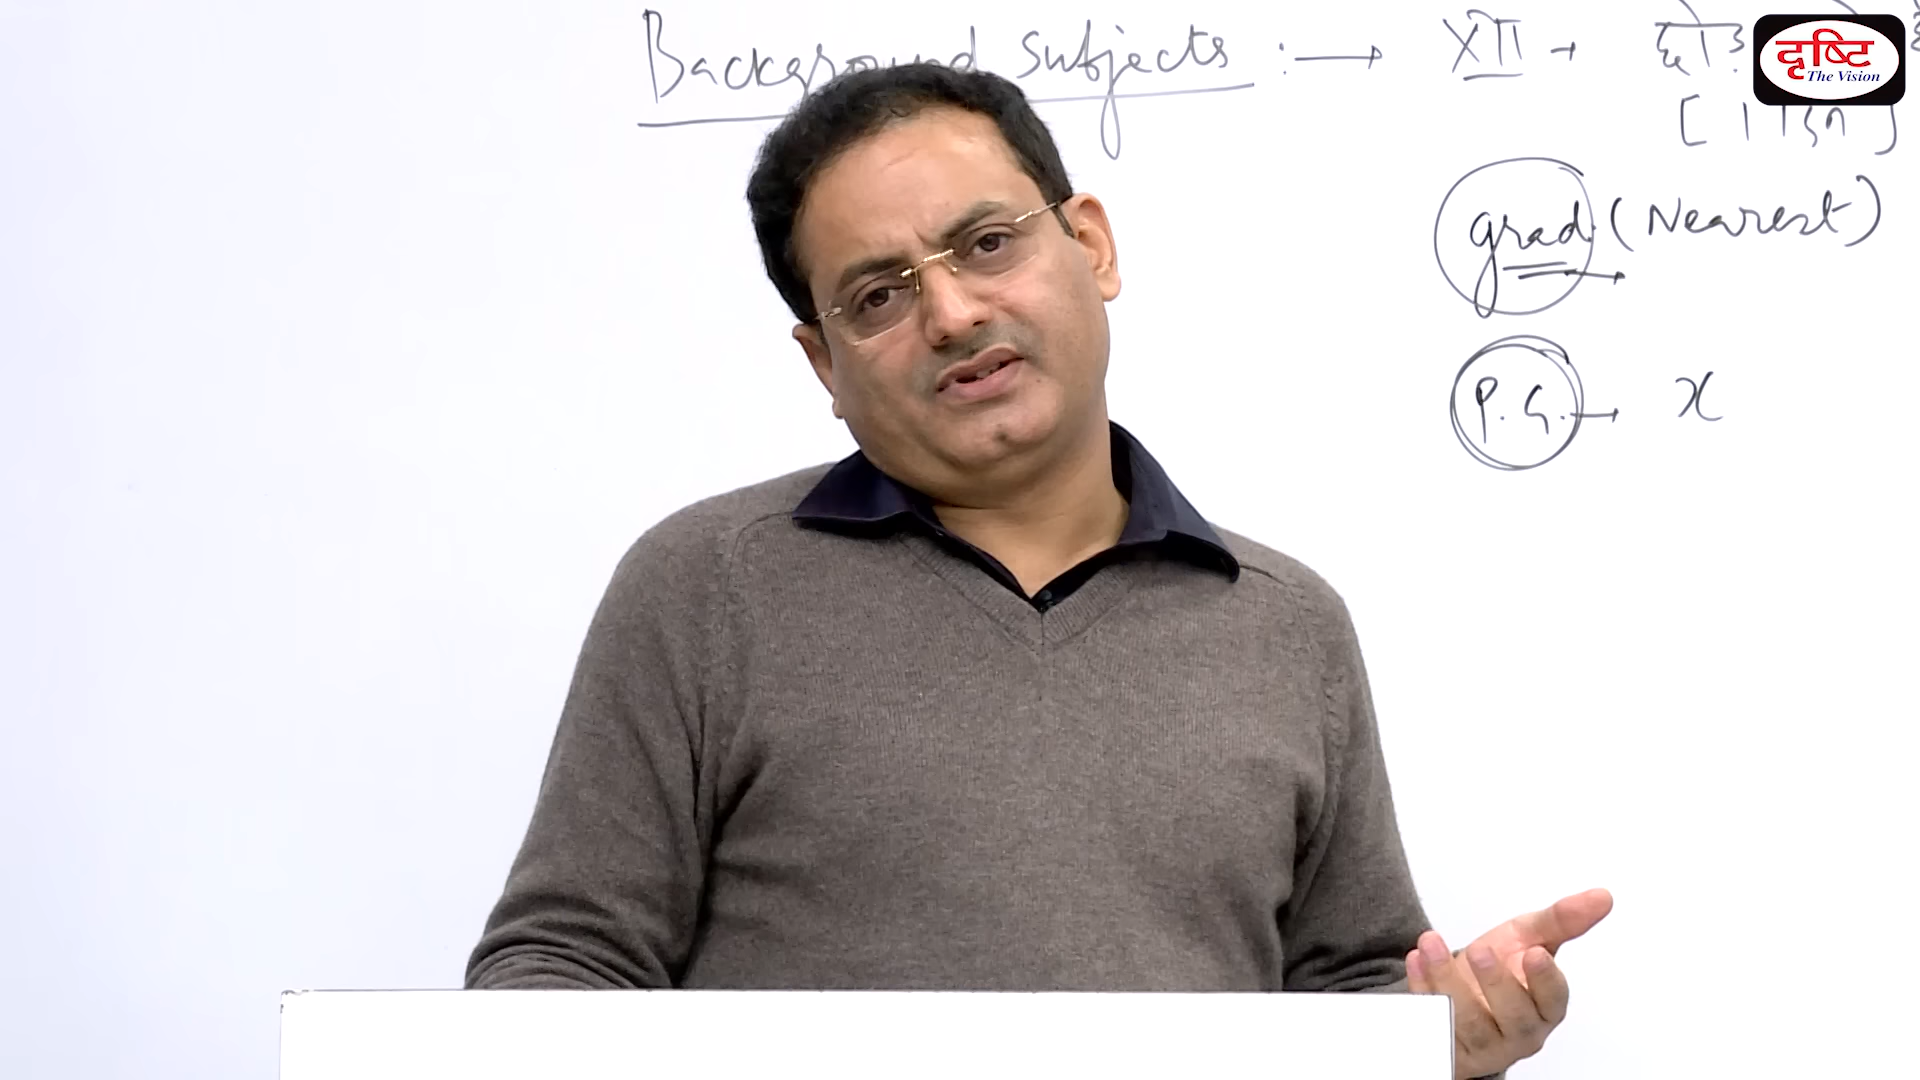 Background Subjects :→ XII →
दृष्टि
The Vision
grad (Nearest)
P.G. → x